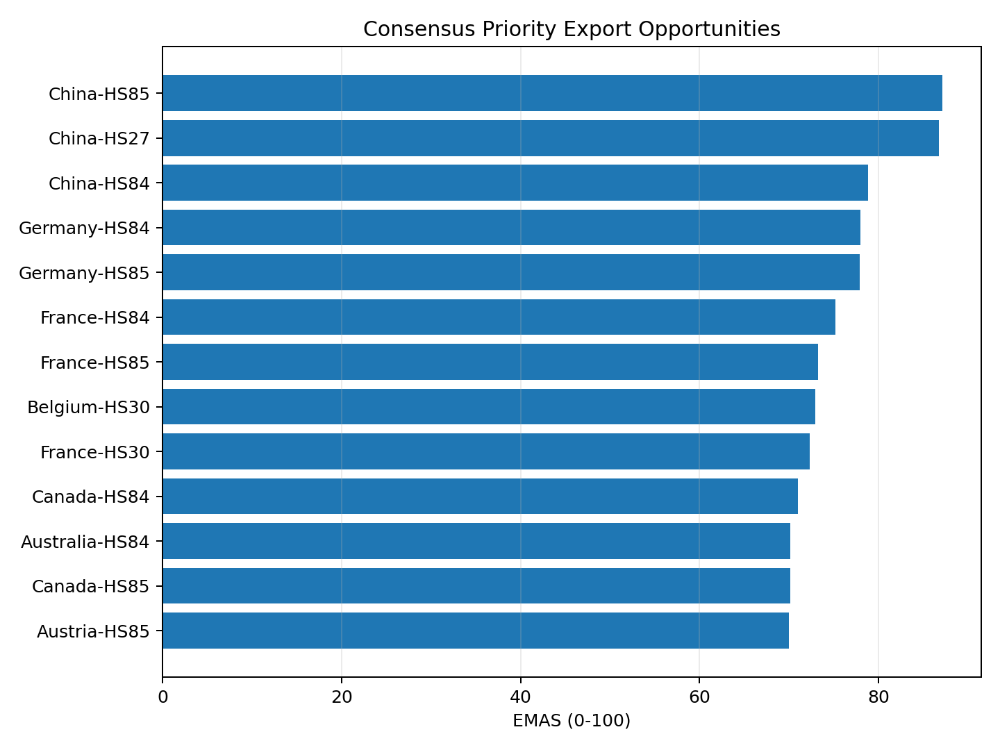 Consensus Priority Export Opportunities
China-HS85
China-HS27
China-HS84
Germany-HS84
Germany-HS85
France-HS84
France-HS85
Belgium-HS30
France-HS30
Canada-HS84
Australia-HS84
Canada-HS85
Austria-HS85
0 20 40 60 80
EMAS (0-100)